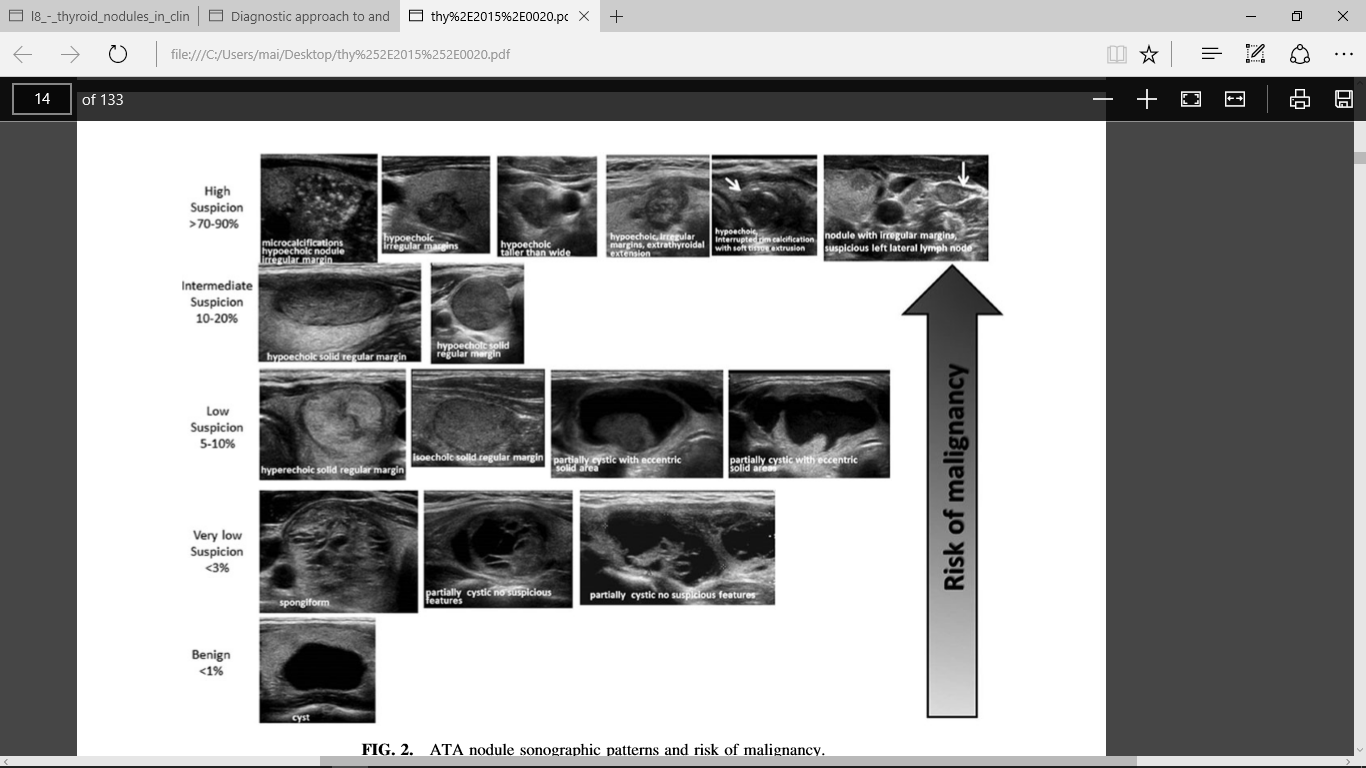 l8_-_thyroid_nodules_in_clin
Diagnostic approach to and
thy%2E2015%2E0020.pc
file:///C:/Users/mai/Desktop/thy%252E2015%252E0020.pdf
14 of 133
High
Suspicion
>70-90%
microcalcifications
hypoechoic nodule
irregular margin
hypoechoic
irregular margins
hypoechoic
taller than wide
hypoechoic, irregular
margins, extrathyroidal
extension
hypoechoic,
interrupted rim calcification
with soft tissue extrusion
nodule with irregular margins,
suspicious left lateral lymph node
Intermediate
Suspicion
10-20%
hypoechoic solid regular margin
hypoechoic solid
regular margin
Low
Suspicion
5-10%
hyperechoic solid regular margin
isoechoic solid regular margin
partially cystic with eccentric
solid area
partially cystic with eccentric
solid areas
Very low
Suspicion
<3%
spongiform
partially cystic no suspicious
features
partially cystic no suspicious features
Benign
<1%
cyst
Risk of malignancy
FIG. 2. ATA nodule sonographic patterns and risk of malignancy.